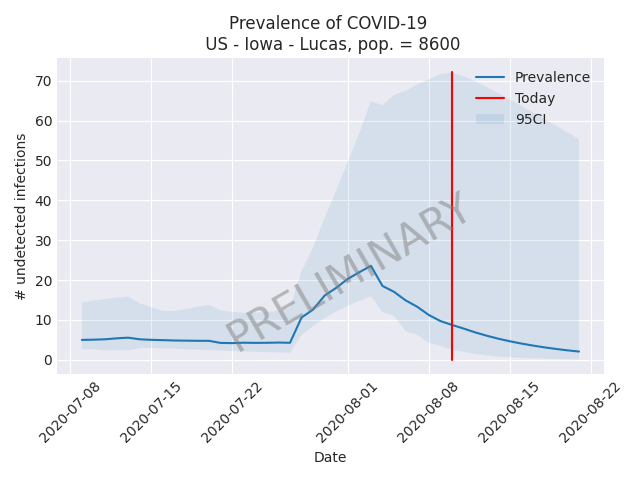 Prevalence of COVID-19
US - Iowa - Lucas, pop. = 8600
# undetected infections
70
60
50
40
30
20
10
0
Prevalence
Today
95CI
PRELIMINARY
2020-07-08
2020-07-15
2020-07-22
2020-08-01
2020-08-08
2020-08-15
2020-08-22
Date